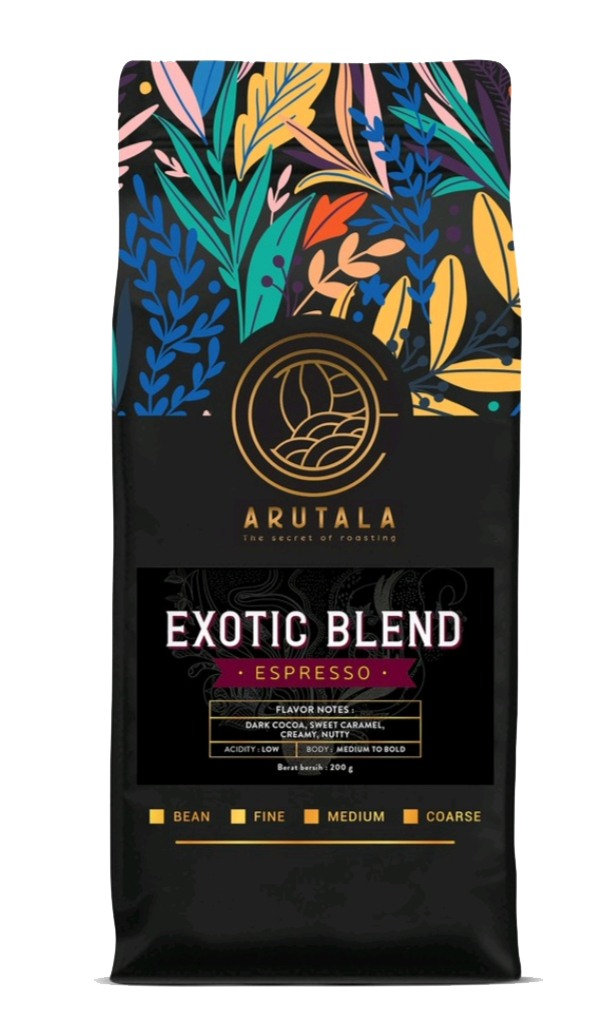 ARUTALA
The secret of roasting
EXOTIC BLEND
• ESPRESSO •
FLAVOR NOTES :
DARK COCOA, SWEET CARAMEL,
CREAMY, NUTTY
ACIDITY : LOW BODY : MEDIUM TO BOLD
Berat bersih : 200 g
BEAN FINE MEDIUM COARSE